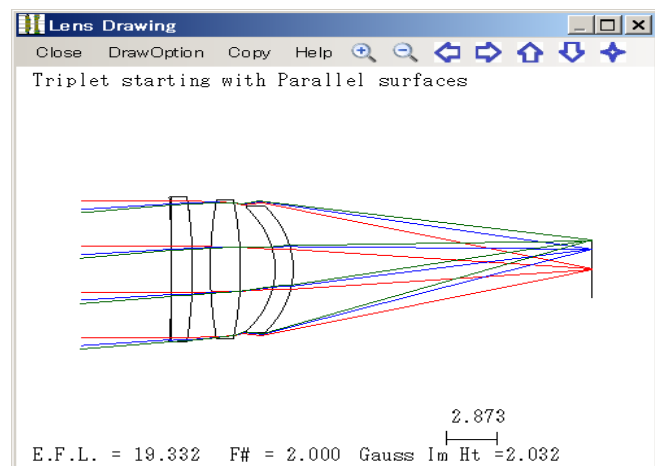 Lens Drawing
Close DrawOption Copy Help
Triplet starting with Parallel surfaces
2.873
E.F.L. = 19.332 F# = 2.000 Gauss Im Ht =2.032